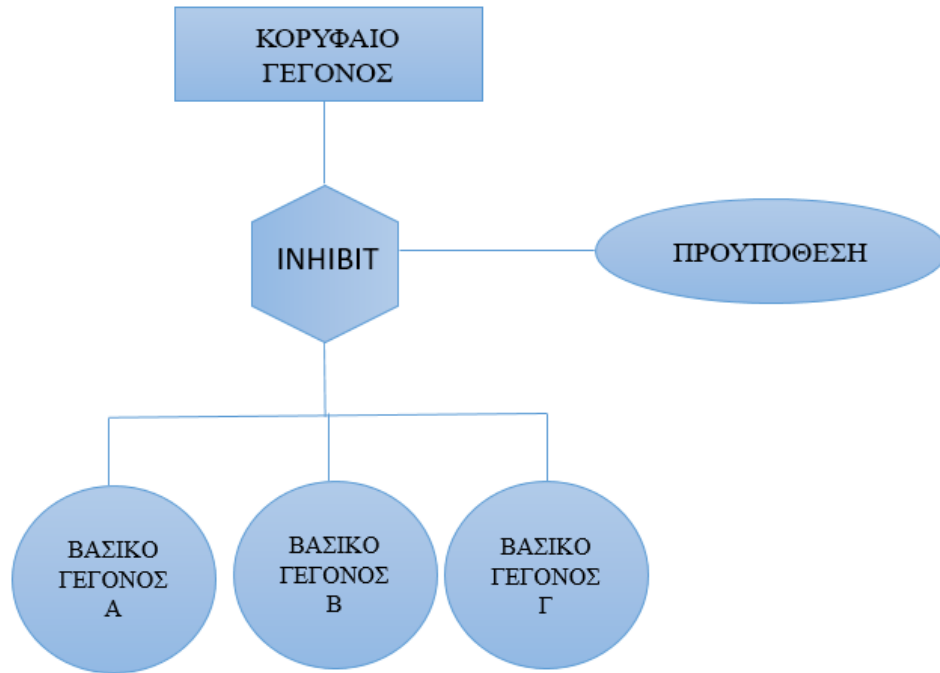 ΚΟΡΥΦΑΙΟ
ΓΕΓΟΝΟΣ
INHIBIT
ΠΡΟΥΠΟΘΕΣΗ
ΒΑΣΙΚΟ
ΓΕΓΟΝΟΣ
Α
ΒΑΣΙΚΟ
ΓΕΓΟΝΟΣ
Β
ΒΑΣΙΚΟ
ΓΕΓΟΝΟΣ
Γ